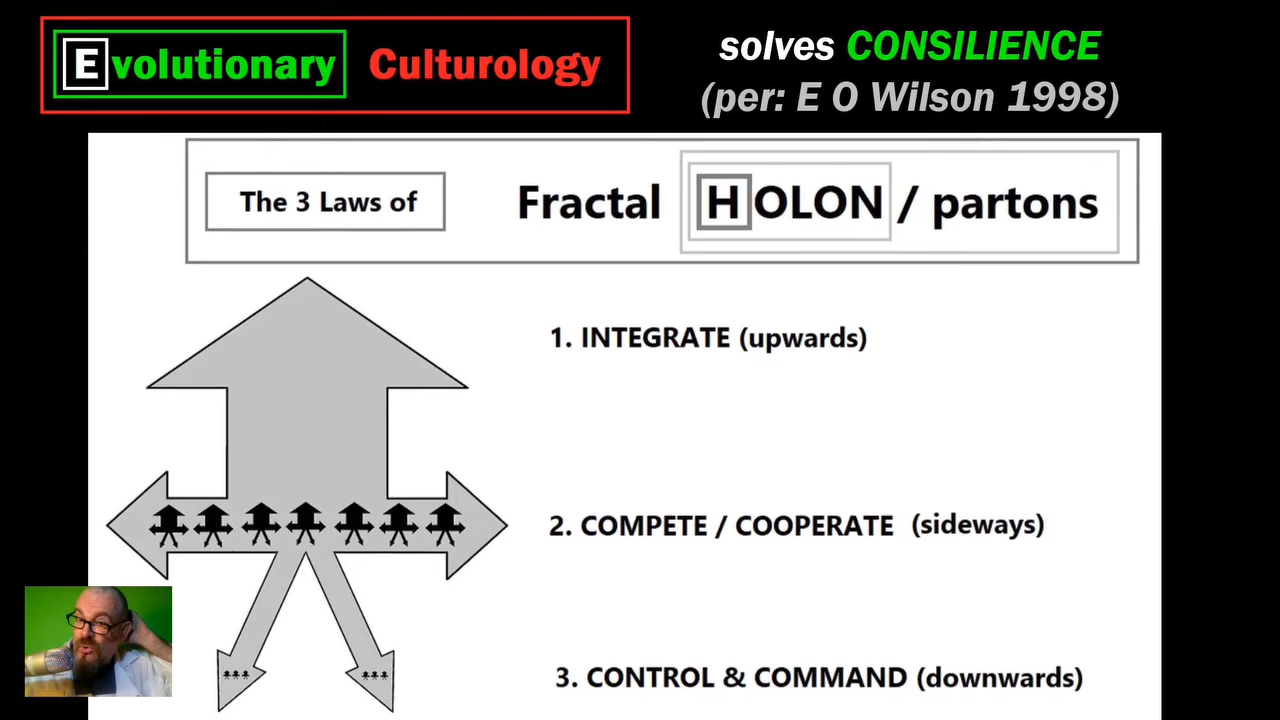 Evolutionary Culturology
solves CONSILIENCE
(per: E O Wilson 1998)
The 3 Laws of
Fractal HOLON / partons
1. INTEGRATE (upwards)
2. COMPETE / COOPERATE (sideways)
3. CONTROL & COMMAND (downwards)